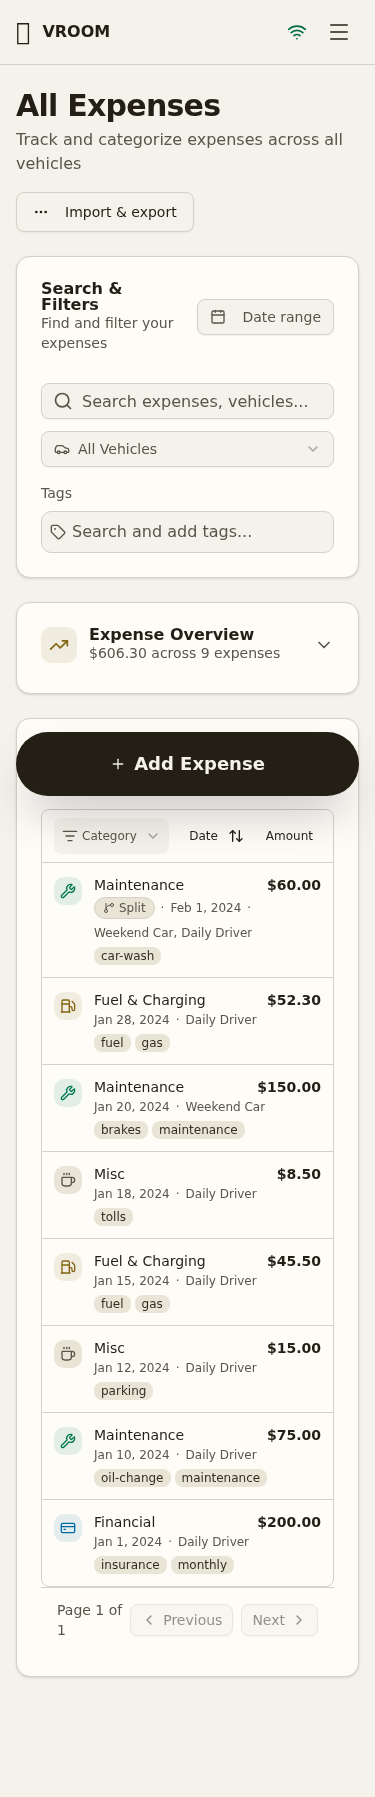 VROOM
All Expenses
Track and categorize expenses across all
vehicles
Import & export
Search &
Filters
Find and filter your
expenses
Date range
Search expenses, vehicles...
All Vehicles
Tags
Search and add tags...
Expense Overview
$606.30 across 9 expenses
Add Expense
Category Date Amount
Maintenance $60.00
Split · Feb 1, 2024 ·
Weekend Car, Daily Driver
car-wash
Fuel & Charging $52.30
Jan 28, 2024 · Daily Driver
fuel gas
Maintenance $150.00
Jan 20, 2024 · Weekend Car
brakes maintenance
Misc $8.50
Jan 18, 2024 · Daily Driver
tolls
Fuel & Charging $45.50
Jan 15, 2024 · Daily Driver
fuel gas
Misc $15.00
Jan 12, 2024 · Daily Driver
parking
Maintenance $75.00
Jan 10, 2024 · Daily Driver
oil-change maintenance
Financial $200.00
Jan 1, 2024 · Daily Driver
insurance monthly
Page 1 of
1
Previous Next